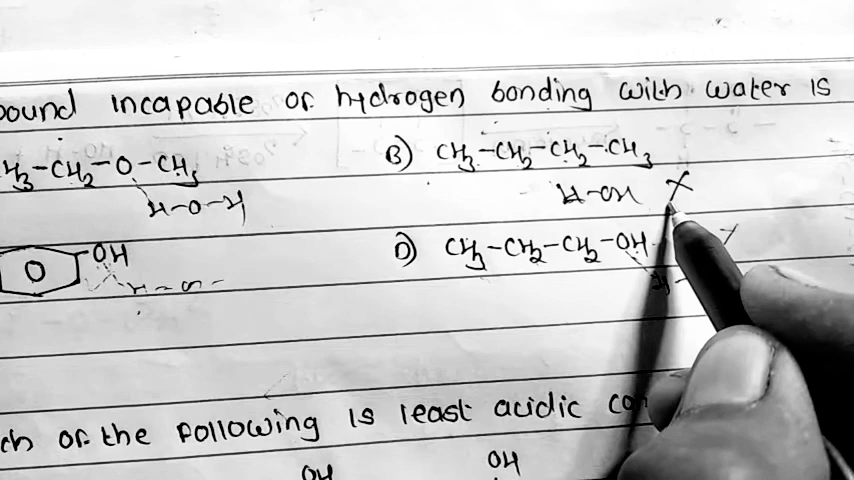 ound incapable of hydrogen bonding with water is
H₃-CH₂-O-CH₃ B) CH₃-CH₂-CH₂-CH₃
H-O-H H-OH X
OH D) CH₃-CH₂-CH₂-OH
O H-O-
ch of the following is least acidic co
OH OH